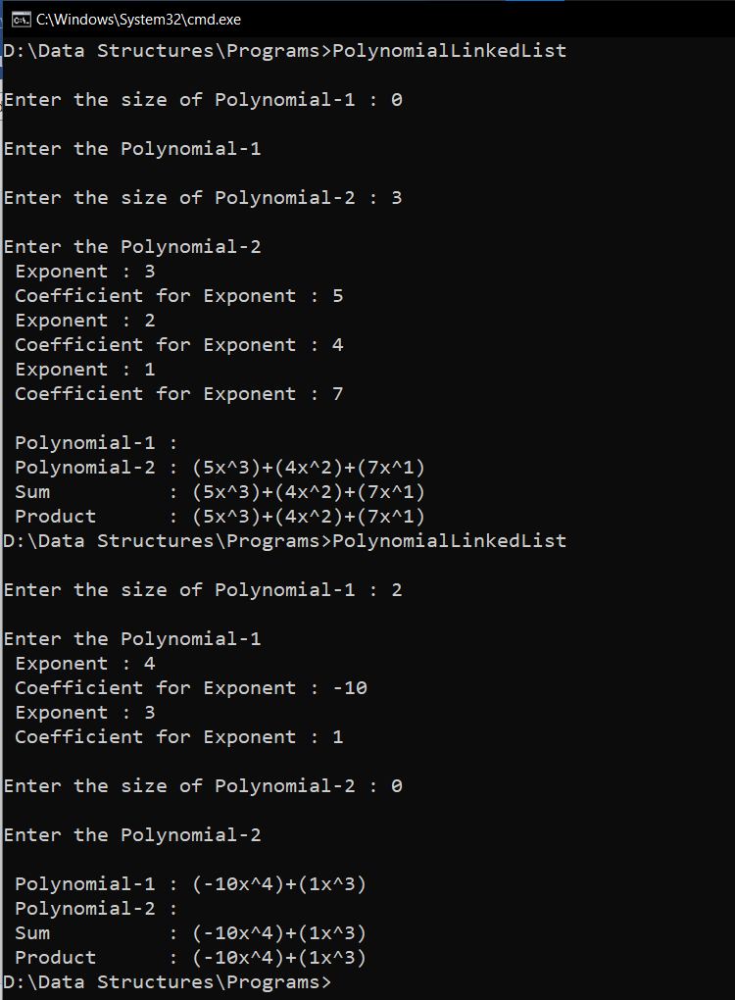 C:\Windows\System32\cmd.exe
D:\Data Structures\Programs>PolynomialLinkedList
Enter the size of Polynomial-1 : 0
Enter the Polynomial-1
Enter the size of Polynomial-2 : 3
Enter the Polynomial-2
Exponent : 3
Coefficient for Exponent : 5
Exponent : 2
Coefficient for Exponent : 4
Exponent : 1
Coefficient for Exponent : 7
Polynomial-1 :
Polynomial-2 : (5x^3)+(4x^2)+(7x^1)
Sum          : (5x^3)+(4x^2)+(7x^1)
Product      : (5x^3)+(4x^2)+(7x^1)
D:\Data Structures\Programs>PolynomialLinkedList
Enter the size of Polynomial-1 : 2
Enter the Polynomial-1
Exponent : 4
Coefficient for Exponent : -10
Exponent : 3
Coefficient for Exponent : 1
Enter the size of Polynomial-2 : 0
Enter the Polynomial-2
Polynomial-1 : (-10x^4)+(1x^3)
Polynomial-2 :
Sum          : (-10x^4)+(1x^3)
Product      : (-10x^4)+(1x^3)
D:\Data Structures\Programs>